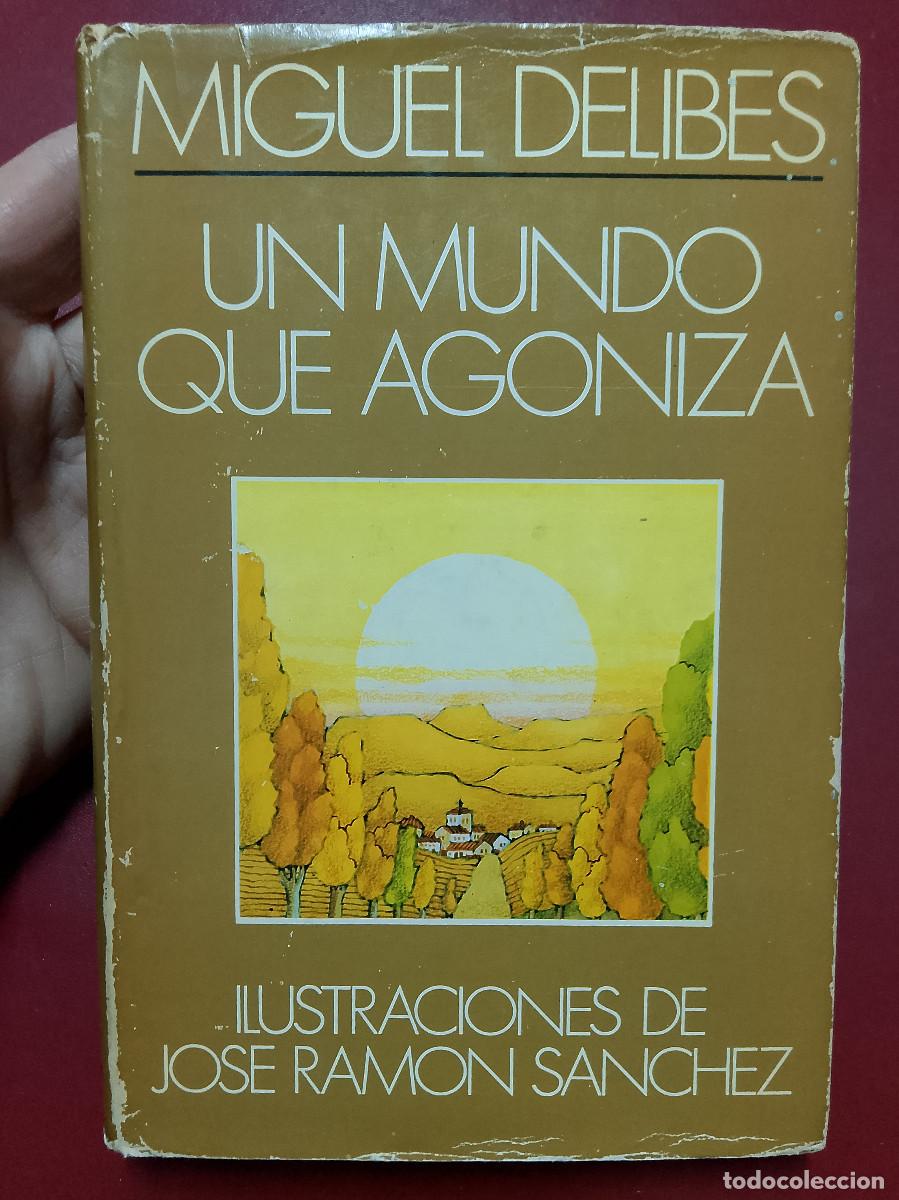 MIGUEL DELIBES
UN MUNDO
QUE AGONIZA
ILUSTRACIONES DE
JOSE RAMON SANCHEZ
todocoleccion